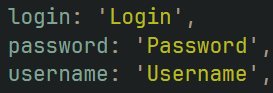 login: 'Login',
password: 'Password',
username: 'Username',